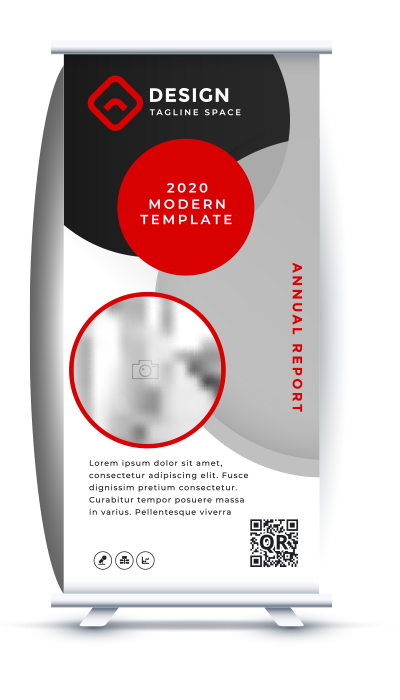 DESIGN
TAGLINE SPACE
2020
MODERN
TEMPLATE
ANNUAL REPORT
Lorem ipsum dolor sit amet,
consectetur adipiscing elit. Fusce
dignissim pretium consectetur.
Curabitur tempor posuere massa
in varius. Pellentesque viverra
QR